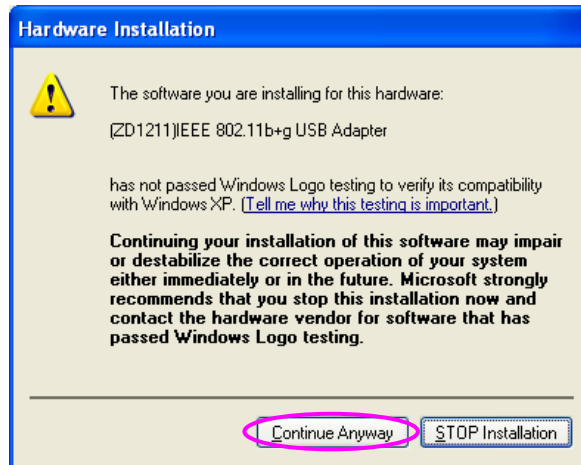 Hardware Installation
The software you are installing for this hardware:
(ZD1211)IEEE 802.11b+g USB Adapter
has not passed Windows Logo testing to verify its compatibility
with Windows XP. (Tell me why this testing is important.)
Continuing your installation of this software may impair
or destabilize the correct operation of your system
either immediately or in the future. Microsoft strongly
recommends that you stop this installation now and
contact the hardware vendor for software that has
passed Windows Logo testing.
Continue Anyway STOP Installation